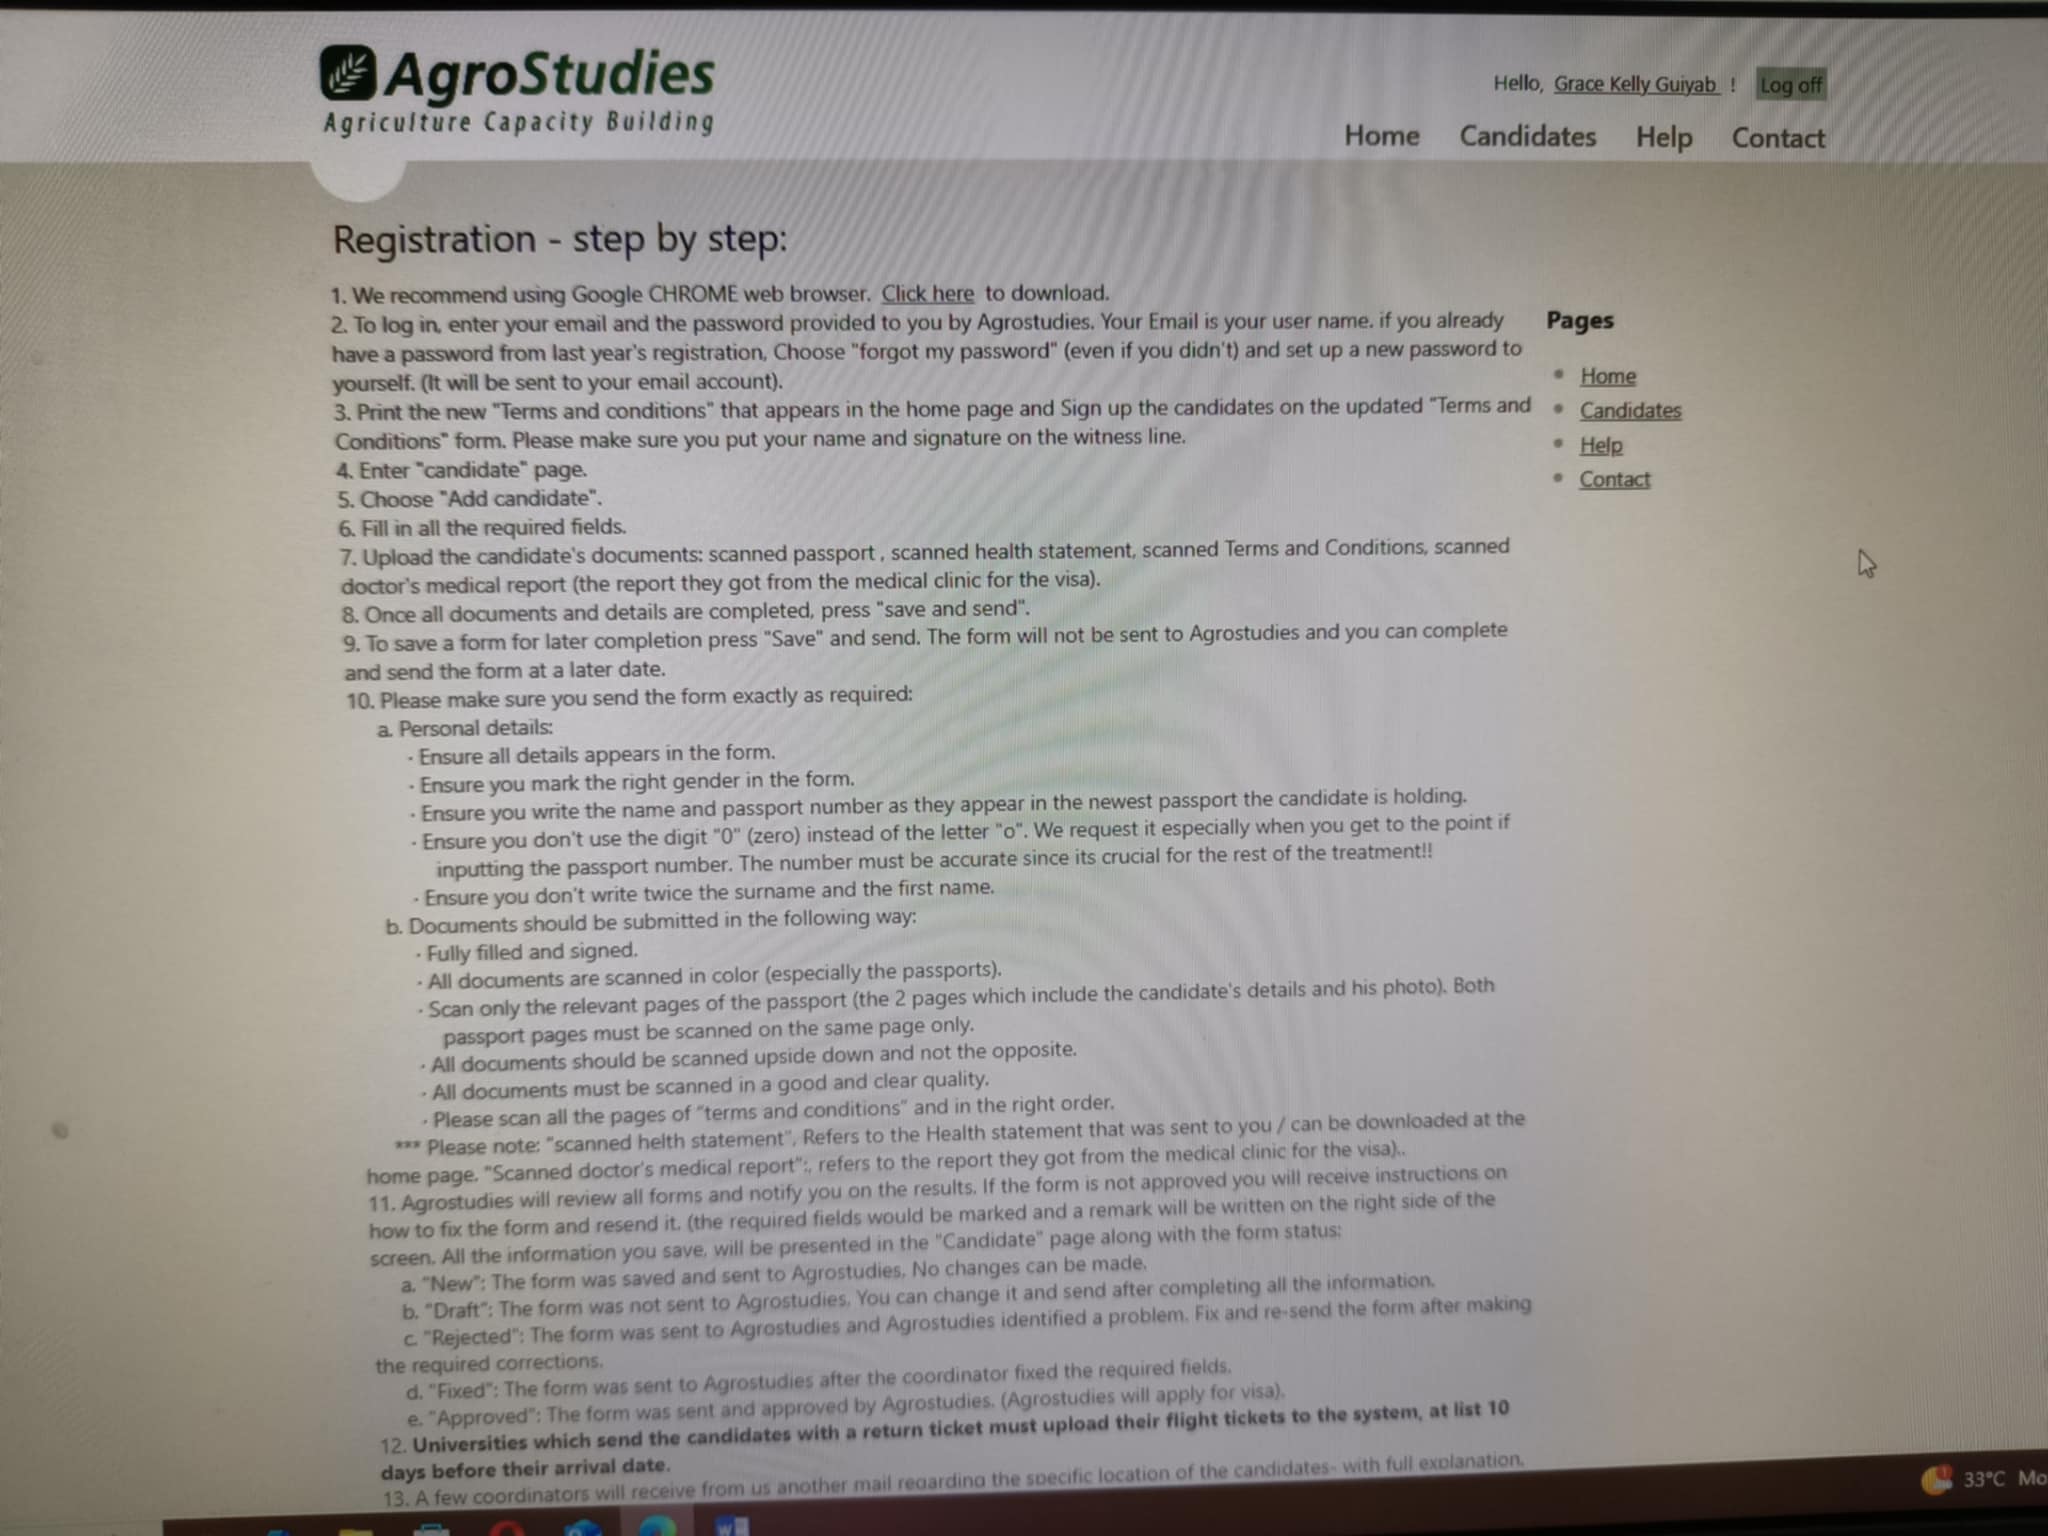 AgroStudies
Agriculture Capacity Building
Hello, Grace Kelly Guiyab ! Log off
Home Candidates Help Contact
Registration - step by step:
1. We recommend using Google CHROME web browser. Click here to download.
2. To log in, enter your email and the password provided to you by Agrostudies. Your Email is your user name. if you already
have a password from last year's registration, Choose "forgot my password" (even if you didn't) and set up a new password to
yourself. (It will be sent to your email account).
3. Print the new "Terms and conditions" that appears in the home page and Sign up the candidates on the updated "Terms and
Conditions" form. Please make sure you put your name and signature on the witness line.
4. Enter "candidate" page.
5. Choose "Add candidate".
6. Fill in all the required fields.
7. Upload the candidate's documents: scanned passport , scanned health statement, scanned Terms and Conditions, scanned
doctor's medical report (the report they got from the medical clinic for the visa).
8. Once all documents and details are completed, press "save and send".
9. To save a form for later completion press "Save" and send. The form will not be sent to Agrostudies and you can complete
and send the form at a later date.
10. Please make sure you send the form exactly as required:
a. Personal details:
· Ensure all details appears in the form.
· Ensure you mark the right gender in the form.
· Ensure you write the name and passport number as they appear in the newest passport the candidate is holding.
· Ensure you don't use the digit "0" (zero) instead of the letter "o". We request it especially when you get to the point if
inputting the passport number. The number must be accurate since its crucial for the rest of the treatment!!
· Ensure you don't write twice the surname and the first name.
b. Documents should be submitted in the following way:
· Fully filled and signed.
· All documents are scanned in color (especially the passports).
· Scan only the relevant pages of the passport (the 2 pages which include the candidate's details and his photo). Both
passport pages must be scanned on the same page only.
· All documents should be scanned upside down and not the opposite.
· All documents must be scanned in a good and clear quality.
· Please scan all the pages of "terms and conditions" and in the right order.
*** Please note: "scanned helth statement", Refers to the Health statement that was sent to you / can be downloaded at the
home page. "Scanned doctor's medical report":, refers to the report they got from the medical clinic for the visa)..
11. Agrostudies will review all forms and notify you on the results. If the form is not approved you will receive instructions on
how to fix the form and resend it. (the required fields would be marked and a remark will be written on the right side of the
screen. All the information you save, will be presented in the "Candidate" page along with the form status:
a. "New": The form was saved and sent to Agrostudies. No changes can be made.
b. "Draft": The form was not sent to Agrostudies. You can change it and send after completing all the information.
c. "Rejected": The form was sent to Agrostudies and Agrostudies identified a problem. Fix and re-send the form after making
the required corrections.
d. "Fixed": The form was sent to Agrostudies after the coordinator fixed the required fields.
e. "Approved": The form was sent and approved by Agrostudies. (Agrostudies will apply for visa).
12. Universities which send the candidates with a return ticket must upload their flight tickets to the system, at list 10
days before their arrival date.
13. A few coordinators will receive from us another mail regarding the specific location of the candidates- with full explanation.
Pages
Home
Candidates
Help
Contact
33°C Mo